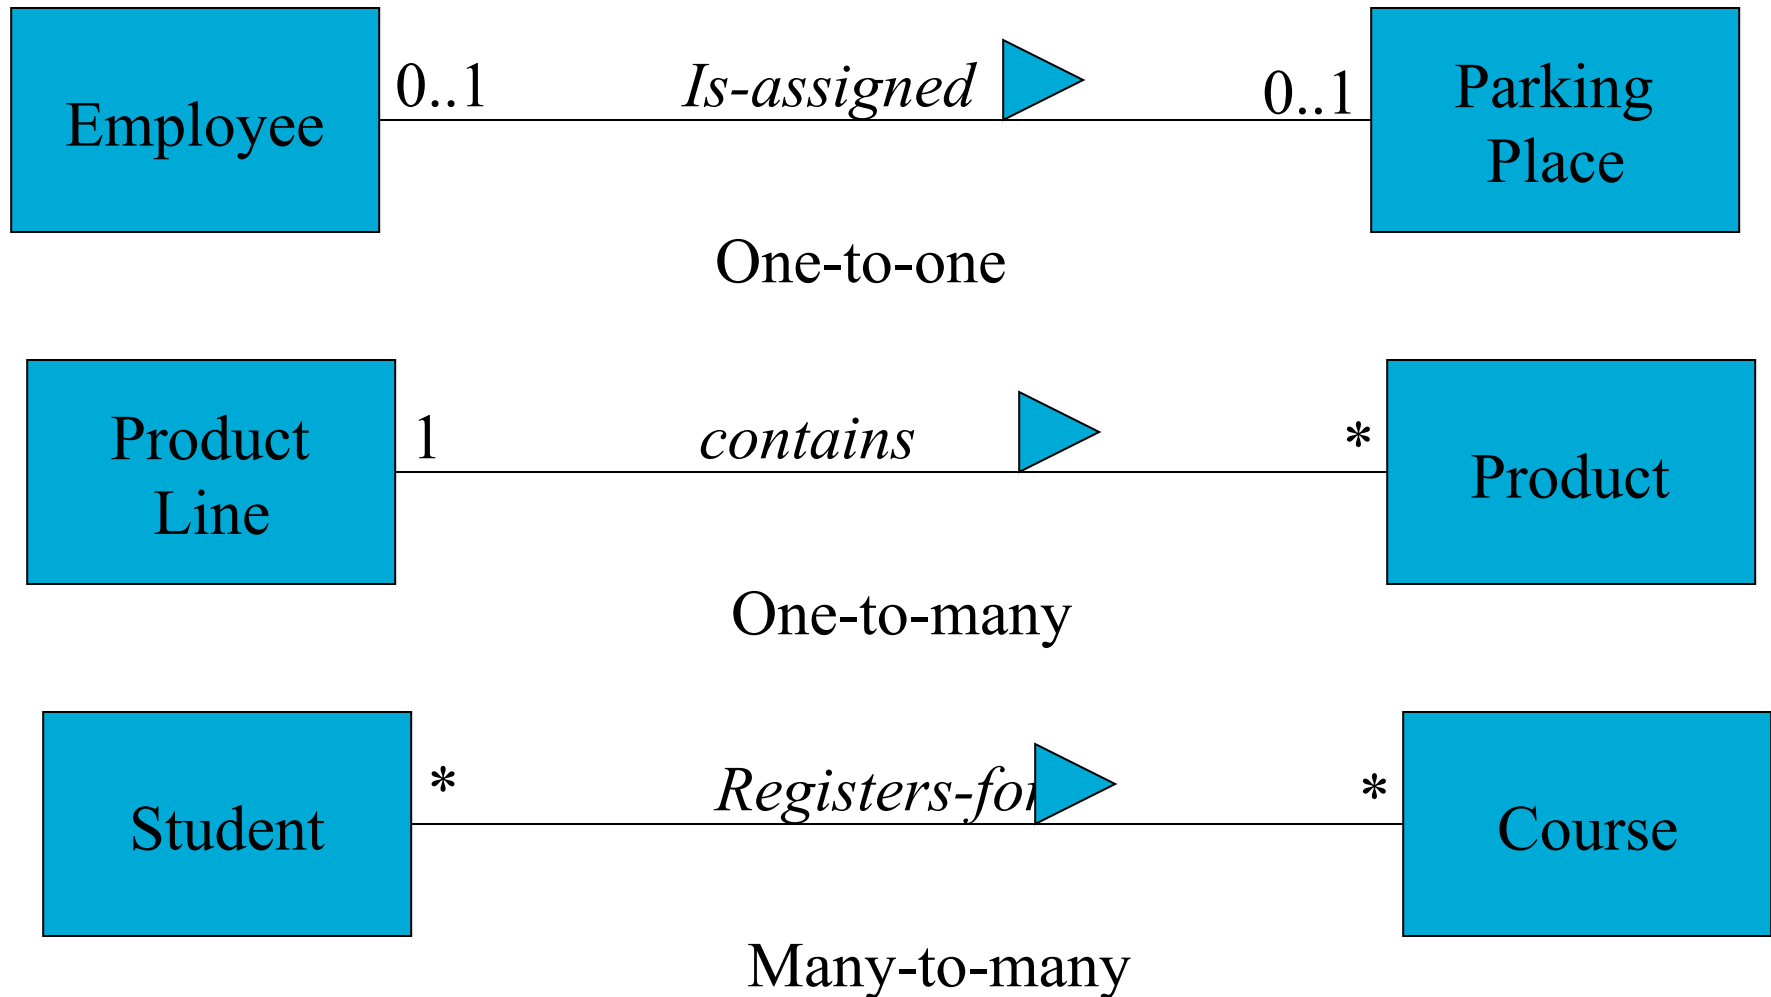 Employee
0..1
Is-assigned
0..1
Parking
Place
One-to-one
Product
Line
1
contains
*
Product
One-to-many
Student
*
Registers-for
*
Course
Many-to-many